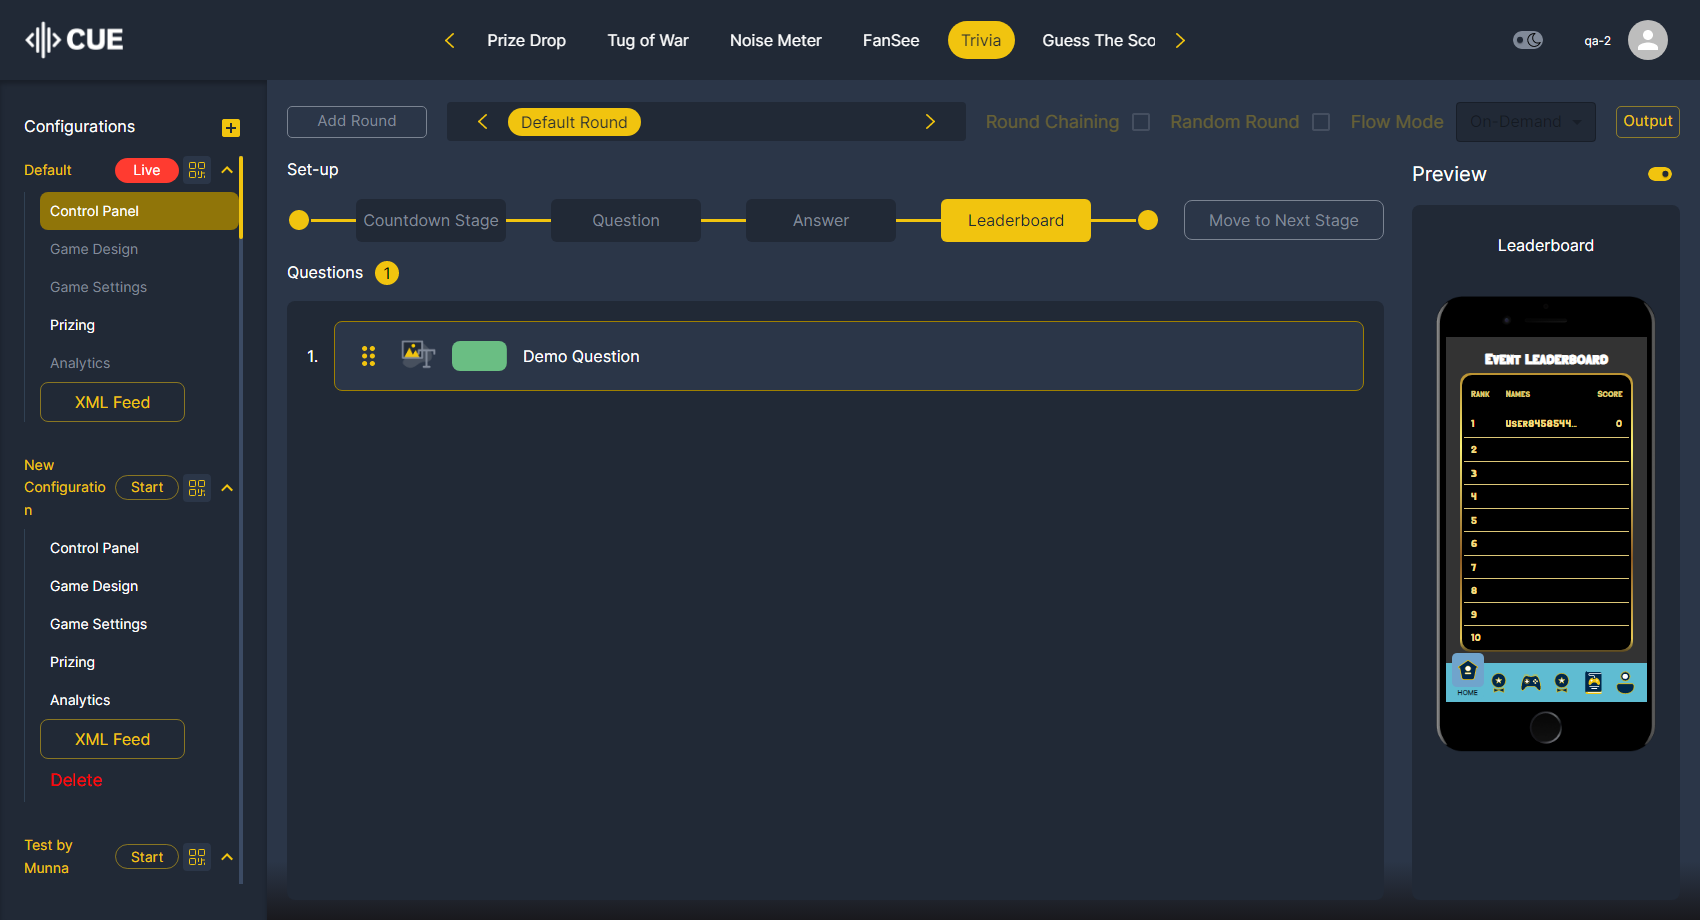 CUE
Prize Drop
Tug of War
Noise Meter
FanSee
Trivia
Guess The Sco
qa-2
Configurations
Default
Live
Control Panel
Game Design
Game Settings
Prizing
Analytics
XML Feed
New
Configuratio
n
Start
Control Panel
Game Design
Game Settings
Prizing
Analytics
XML Feed
Delete
Test by
Munna
Start
Add Round
Default Round
Round Chaining
Random Round
Flow Mode
On-Demand
Output
Set-up
Countdown Stage
Question
Answer
Leaderboard
Move to Next Stage
Questions 1
1.
Demo Question
Preview
Leaderboard
Event Leaderboard
Rank Names Score
1 User8458544... 0
2
3
4
5
6
7
8
9
10
HOME